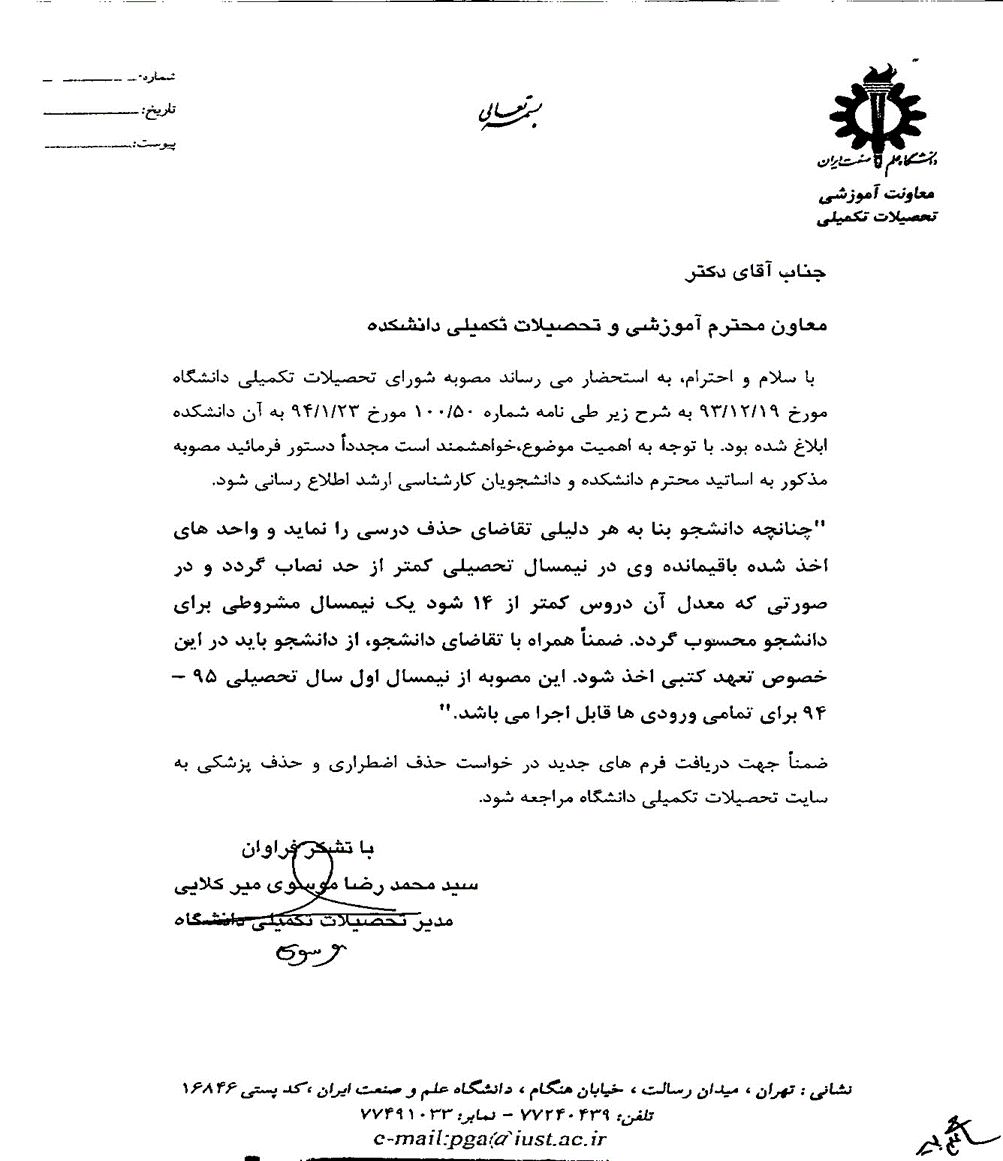 شماره:
تاریخ:
پیوست:
بسمه تعالی
دانشگاه علم و صنعت ایران
معاونت آموزشی
تحصیلات تکمیلی
جناب آقای دکتر
معاون محترم آموزشی و تحصیلات تکمیلی دانشکده
با سلام و احترام، به استحضار می رساند مصوبه شورای تحصیلات تکمیلی دانشگاه
مورخ ۹۳/۱۲/۱۹ به شرح زیر طی نامه شماره ۱۰۰/۵۰ مورخ ۹۴/۱/۲۳ به آن دانشکده
ابلاغ شده بود. با توجه به اهمیت موضوع،خواهشمند است مجدداً دستور فرمائید مصوبه
مذکور به اساتید محترم دانشکده و دانشجویان کارشناسی ارشد اطلاع رسانی شود.
"چنانچه دانشجو بنا به هر دلیلی تقاضای حذف درسی را نماید و واحد های
اخذ شده باقیمانده وی در نیمسال تحصیلی کمتر از حد نصاب گردد و در
صورتی که معدل آن دروس کمتر از ۱۴ شود یک نیمسال مشروطی برای
دانشجو محسوب گردد. ضمناً همراه با تقاضای دانشجو، از دانشجو باید در این
خصوص تعهد کتبی اخذ شود. این مصوبه از نیمسال اول سال تحصیلی ۹۵ –
۹۴ برای تمامی ورودی ها قابل اجرا می باشد."
ضمناً جهت دریافت فرم های جدید در خواست حذف اضطراری و حذف پزشکی به
سایت تحصیلات تکمیلی دانشگاه مراجعه شود.
با تشکر فراوان
سید محمد رضا موسوی میر کلایی
مدیر تحصیلات تکمیلی دانشگاه
موسوی
نشانی : تهران ، میدان رسالت ، خیابان هنگام ، دانشگاه علم و صنعت ایران ،کد پستی ۱۶۸۴۶
تلفن: ۷۷۲۴۰۴۳۹ – نمابر: ۷۷۴۹۱۰۳۳
e-mail:pga@iust.ac.ir